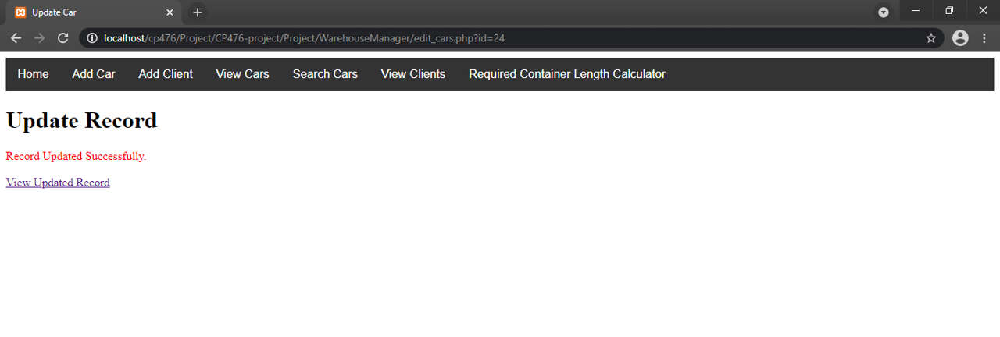 Update Car
localhost/cp476/Project/CP476-project/Project/WarehouseManager/edit_cars.php?id=24
Home Add Car Add Client View Cars Search Cars View Clients Required Container Length Calculator
Update Record
Record Updated Successfully.
View Updated Record